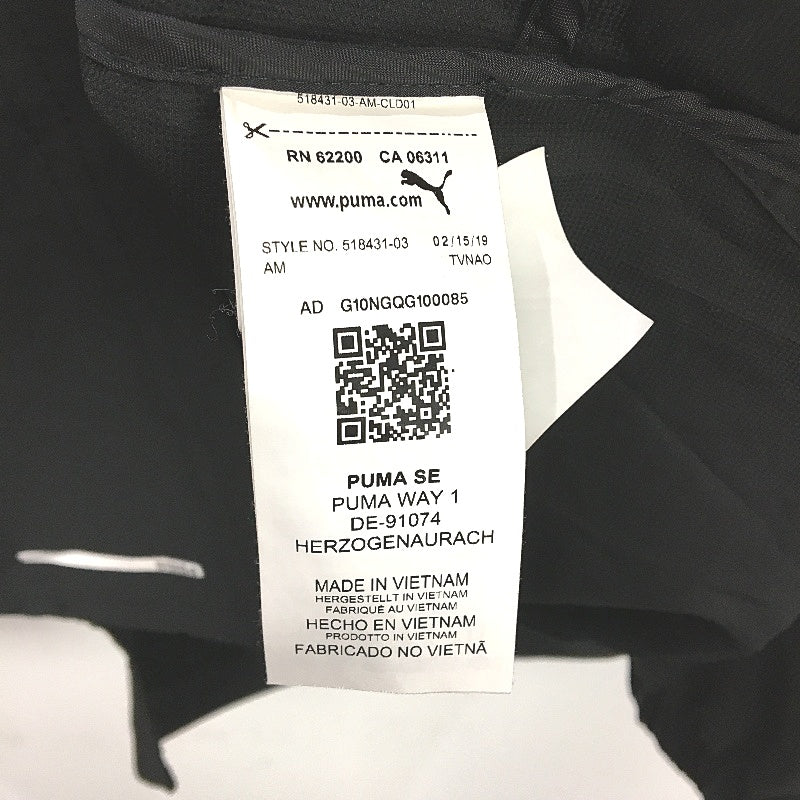 518431-03-AM-CLD01
RN 62200 CA 06311
www.puma.com
STYLE NO. 518431-03 02/15/19
AM TVNAO
AD G10NGQG100085
PUMA SE
PUMA WAY 1
DE-91074
HERZOGENAURACH
MADE IN VIETNAM
HERGESTELLT IN VIETNAM
FABRIQUÉ AU VIETNAM
HECHO EN VIETNAM
PRODOTTO IN VIETNAM
FABRICADO NO VIETNÃ